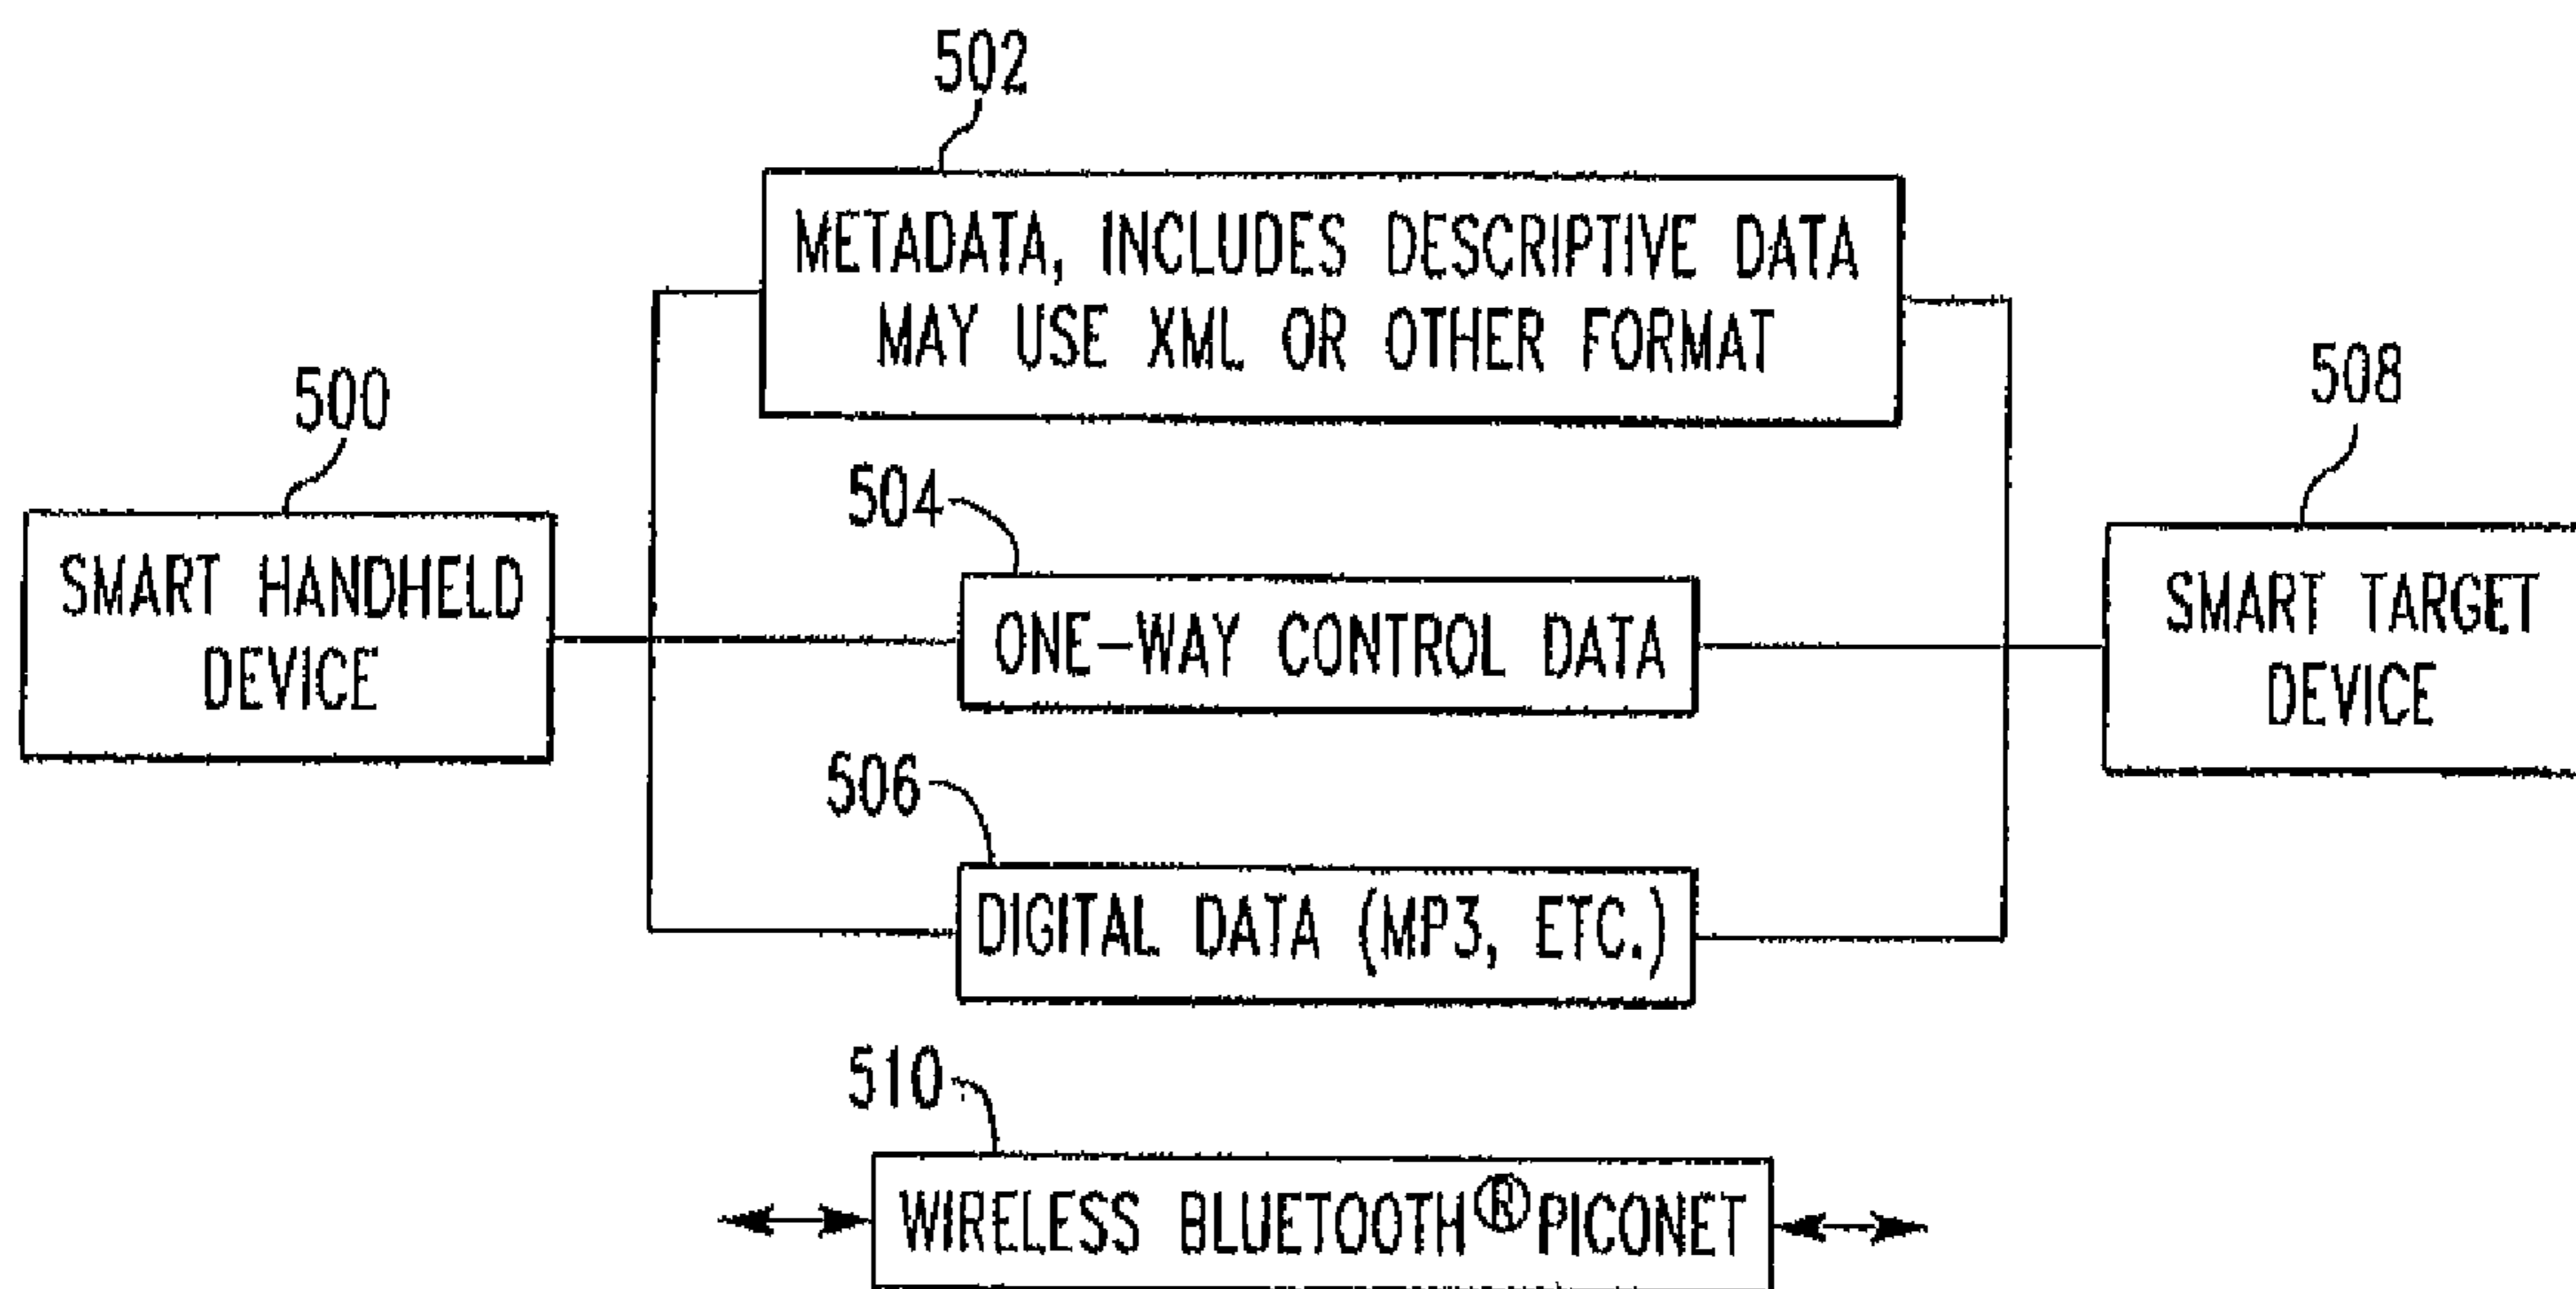 502
METADATA, INCLUDES DESCRIPTIVE DATA
MAY USE XML OR OTHER FORMAT
500
SMART HANDHELD
DEVICE
504
ONE-WAY CONTROL DATA
508
SMART TARGET
DEVICE
506
DIGITAL DATA (MP3, ETC.)
510
WIRELESS BLUETOOTH® PICONET